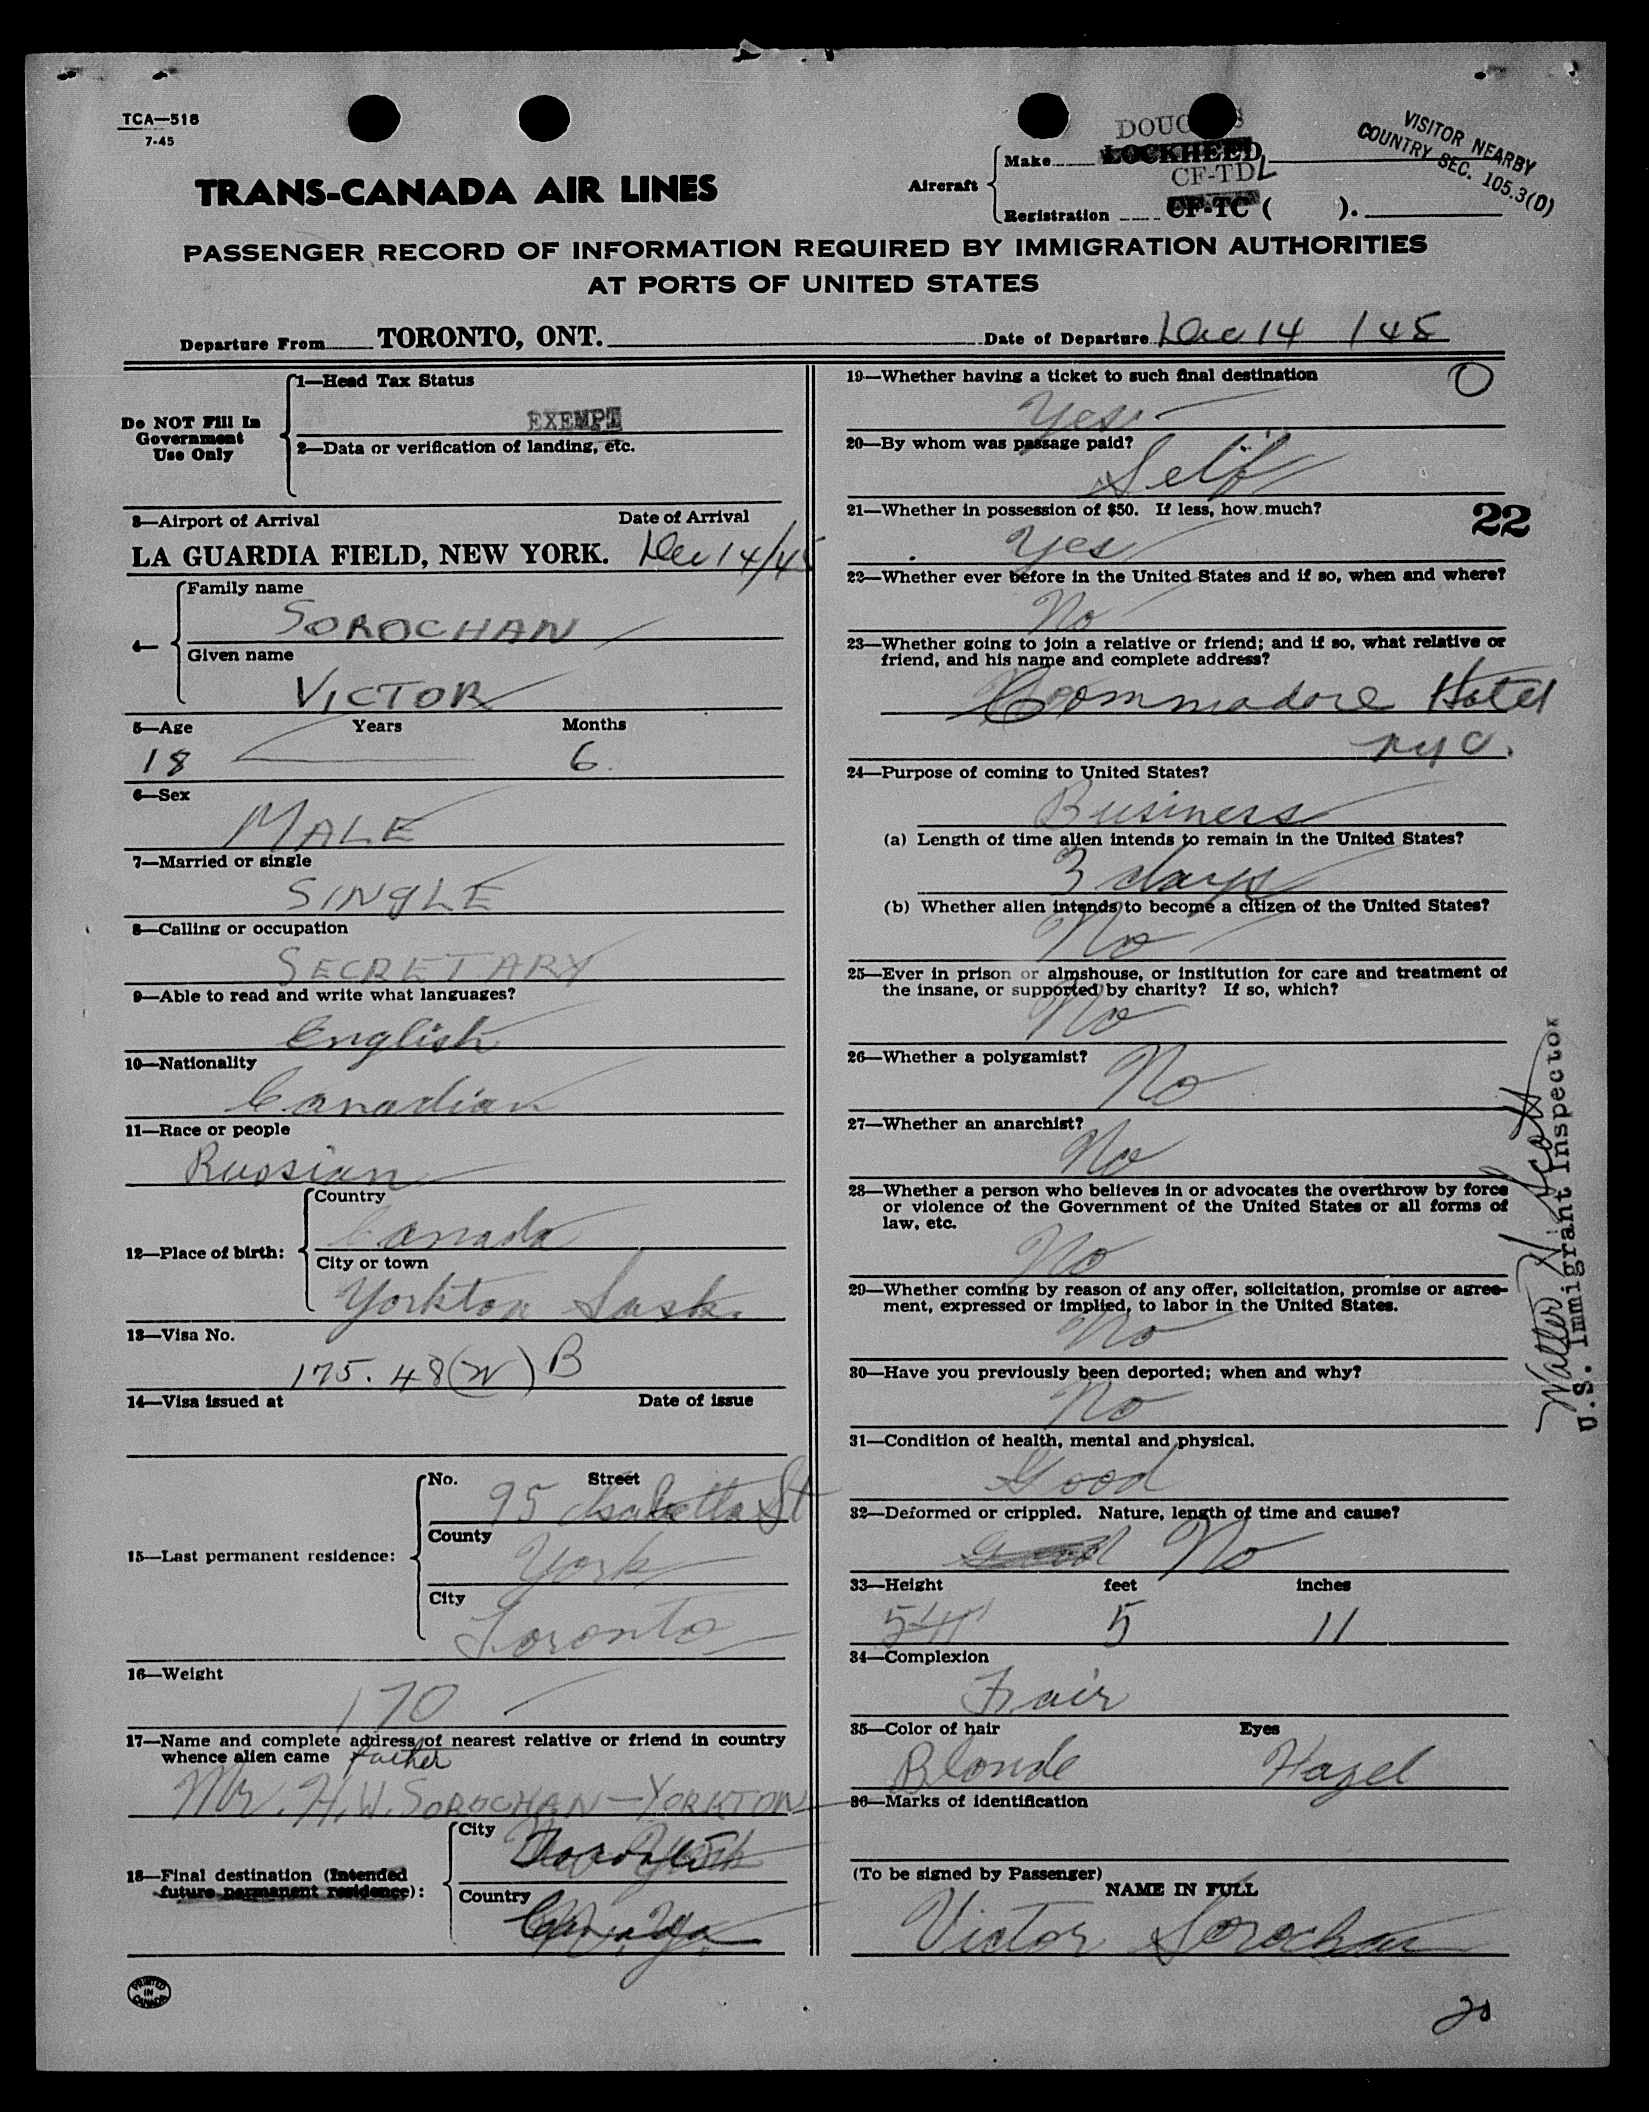 TCA—518
7-45
DOUGLAS
Make LOCKHEED
Aircraft
CF-TDL
Registration CF-TC ( ).
VISITOR NEARBY
COUNTRY SEC. 105.3(D)
TRANS-CANADA AIR LINES
PASSENGER RECORD OF INFORMATION REQUIRED BY IMMIGRATION AUTHORITIES
AT PORTS OF UNITED STATES
Departure From TORONTO, ONT. Date of Departure Dec 14 / 45
Do NOT Fill In
Government
Use Only
1—Head Tax Status
EXEMPT
2—Data or verification of landing, etc.
3—Airport of Arrival Date of Arrival
LA GUARDIA FIELD, NEW YORK. Dec 14/45
4—
Family name
SOROCHAN
Given name
VICTOR
5—Age Years Months
18 6
6—Sex
MALE
7—Married or single
SINGLE
8—Calling or occupation
SECRETARY
9—Able to read and write what languages?
English
10—Nationality
Canadian
11—Race or people
Russian
12—Place of birth:
Country
Canada
City or town
Yorkton Sask.
13—Visa No.
175.48(W) B
14—Visa issued at Date of issue
15—Last permanent residence:
No. Street
95 Isabella St
County
York
City
Toronto
16—Weight
170
17—Name and complete address of nearest relative or friend in country
whence alien came father
Mr. H.W. SOROCHAN — YORKTON
18—Final destination (Intended
future permanent residence):
City
Toronto
Country
Canada
PRINTED
IN
CANADA
19—Whether having a ticket to such final destination
O
Yes
20—By whom was passage paid?
Self
21—Whether in possession of $50. If less, how much?
22
Yes
22—Whether ever before in the United States and if so, when and where?
No
23—Whether going to join a relative or friend; and if so, what relative or
friend, and his name and complete address?
Commadore Hotel
nyc.
24—Purpose of coming to United States?
Business
(a) Length of time alien intends to remain in the United States?
3 days
(b) Whether alien intends to become a citizen of the United States?
No
25—Ever in prison or almshouse, or institution for care and treatment of
the insane, or supported by charity? If so, which?
No
26—Whether a polygamist?
No
27—Whether an anarchist?
No
28—Whether a person who believes in or advocates the overthrow by force
or violence of the Government of the United States or all forms of
law, etc.
No
29—Whether coming by reason of any offer, solicitation, promise or agree-
ment, expressed or implied, to labor in the United States.
No
30—Have you previously been deported; when and why?
No
31—Condition of health, mental and physical.
Good
32—Deformed or crippled. Nature, length of time and cause?
Good No
33—Height feet inches
5'11" 5 11
34—Complexion
Fair
35—Color of hair Eyes
Blonde Hazel
36—Marks of identification
(To be signed by Passenger)
NAME IN FULL
Victor Sorochan
20
Walter H Scott
U.S. Immigrant Inspector